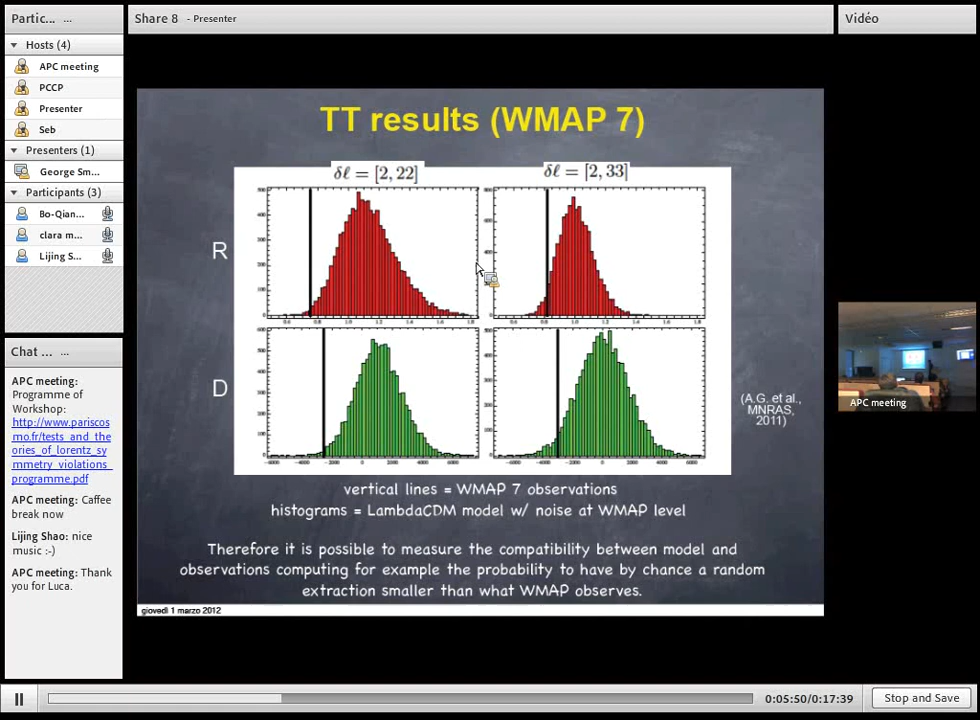 Partic... ...
Share 8 - Presenter
Vidéo
Hosts (4)
APC meeting
PCCP
Presenter
Seb
Presenters (1)
George Sm...
Participants (3)
Bo-Qian...
clara m...
Lijing S...
Chat ... ...
APC meeting:
Programme of
Workshop:
http://www.pariscos
mo.fr/tests_and_the
ories_of_lorentz_sy
mmetry_violations_
programme.pdf
APC meeting: Caffee
break now
Lijing Shao: nice
music :-)
APC meeting: Thank
you for Luca.
TT results (WMAP 7)
δℓ = [2, 22]
δℓ = [2, 33]
R
D
(A.G. et al.,
MNRAS,
2011)
vertical lines = WMAP 7 observations
histograms = LambdaCDM model w/ noise at WMAP level
Therefore it is possible to measure the compatibility between model and
observations computing for example the probability to have by chance a random
extraction smaller than what WMAP observes.
giovedì 1 marzo 2012
APC meeting
0:05:50/0:17:39
Stop and Save